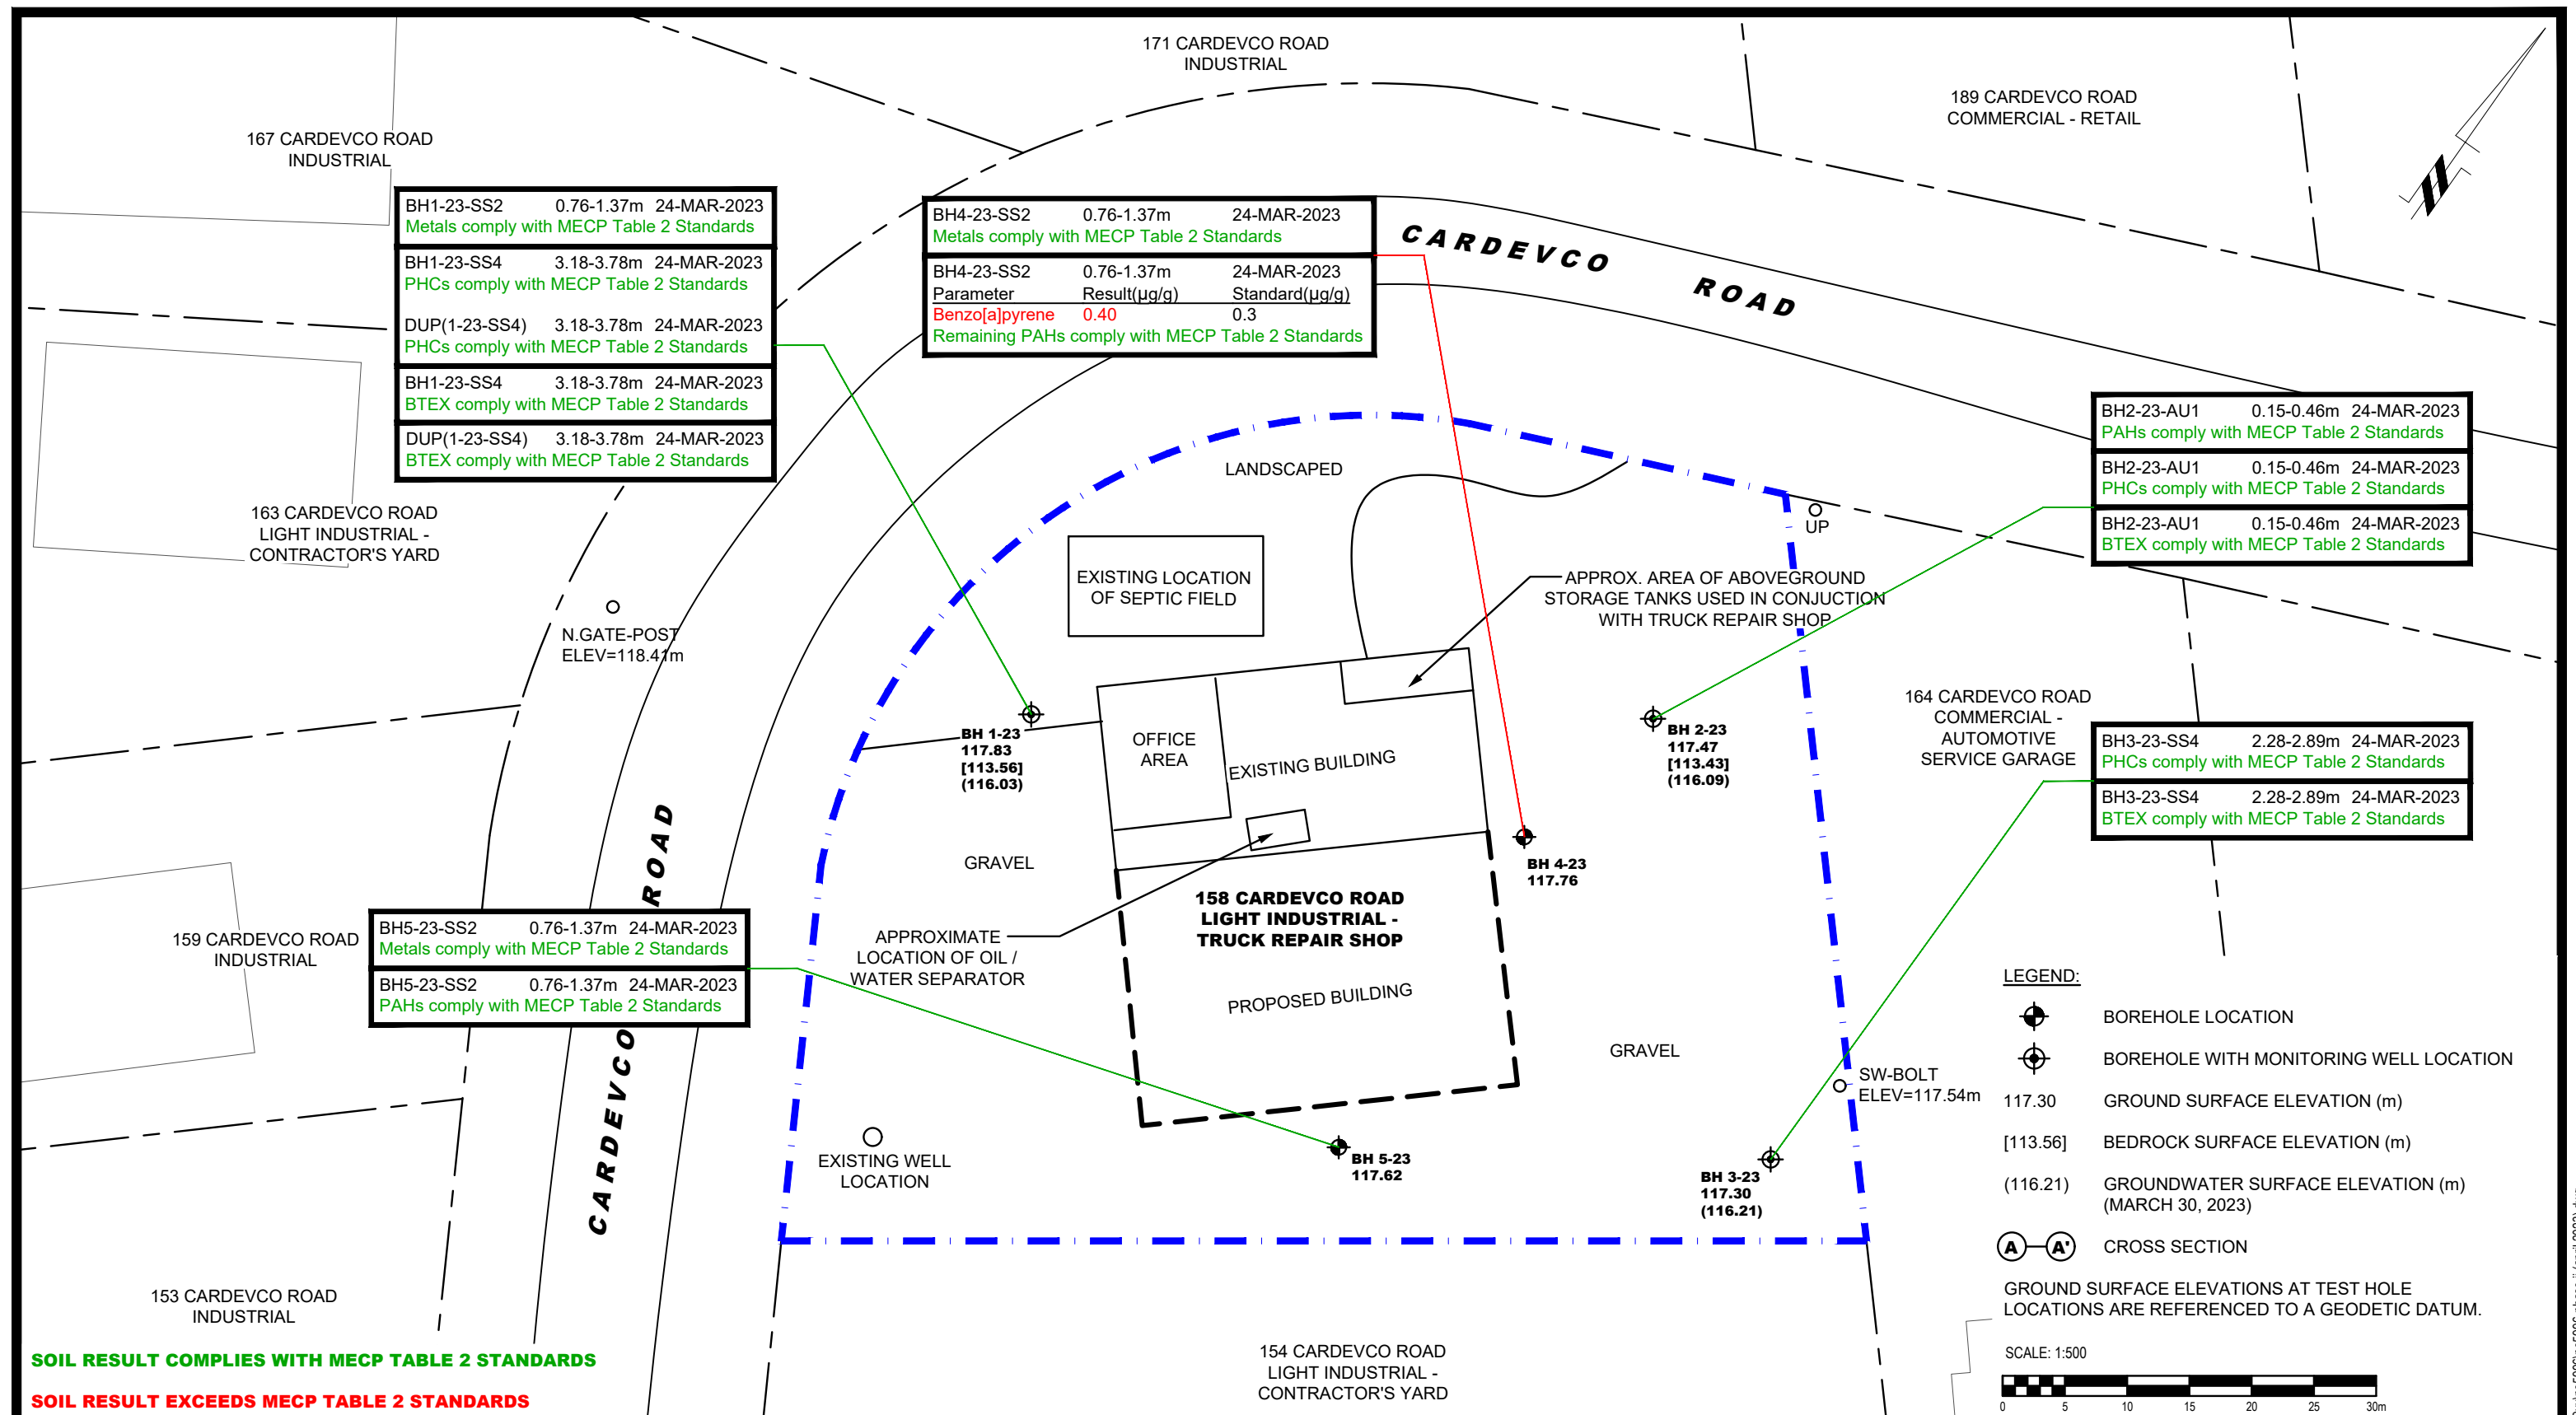 171 CARDEVCO ROAD
INDUSTRIAL
189 CARDEVCO ROAD
COMMERCIAL - RETAIL
167 CARDEVCO ROAD
INDUSTRIAL
BH1-23-SS2 0.76-1.37m 24-MAR-2023
Metals comply with MECP Table 2 Standards
BH1-23-SS4 3.18-3.78m 24-MAR-2023
PHCs comply with MECP Table 2 Standards
DUP(1-23-SS4) 3.18-3.78m 24-MAR-2023
PHCs comply with MECP Table 2 Standards
BH1-23-SS4 3.18-3.78m 24-MAR-2023
BTEX comply with MECP Table 2 Standards
DUP(1-23-SS4) 3.18-3.78m 24-MAR-2023
BTEX comply with MECP Table 2 Standards
BH4-23-SS2 0.76-1.37m 24-MAR-2023
Metals comply with MECP Table 2 Standards
BH4-23-SS2 0.76-1.37m 24-MAR-2023
Parameter Result(µg/g) Standard(µg/g)
Benzo[a]pyrene 0.40 0.3
Remaining PAHs comply with MECP Table 2 Standards
CARDEVCO ROAD
BH2-23-AU1 0.15-0.46m 24-MAR-2023
PAHs comply with MECP Table 2 Standards
BH2-23-AU1 0.15-0.46m 24-MAR-2023
PHCs comply with MECP Table 2 Standards
BH2-23-AU1 0.15-0.46m 24-MAR-2023
BTEX comply with MECP Table 2 Standards
LANDSCAPED
163 CARDEVCO ROAD
LIGHT INDUSTRIAL -
CONTRACTOR'S YARD
UP
EXISTING LOCATION
OF SEPTIC FIELD
APPROX. AREA OF ABOVEGROUND
STORAGE TANKS USED IN CONJUCTION
WITH TRUCK REPAIR SHOP
N.GATE-POST
ELEV=118.41m
164 CARDEVCO ROAD
COMMERCIAL -
AUTOMOTIVE
SERVICE GARAGE
BH 1-23
117.83
[113.56]
(116.03)
OFFICE
AREA
EXISTING BUILDING
BH 2-23
117.47
[113.43]
(116.09)
BH3-23-SS4 2.28-2.89m 24-MAR-2023
PHCs comply with MECP Table 2 Standards
BH3-23-SS4 2.28-2.89m 24-MAR-2023
BTEX comply with MECP Table 2 Standards
GRAVEL
BH 4-23
117.76
158 CARDEVCO ROAD
LIGHT INDUSTRIAL -
TRUCK REPAIR SHOP
159 CARDEVCO ROAD
INDUSTRIAL
BH5-23-SS2 0.76-1.37m 24-MAR-2023
Metals comply with MECP Table 2 Standards
BH5-23-SS2 0.76-1.37m 24-MAR-2023
PAHs comply with MECP Table 2 Standards
APPROXIMATE
LOCATION OF OIL /
WATER SEPARATOR
PROPOSED BUILDING
CARDEVCO ROAD
GRAVEL
SW-BOLT
ELEV=117.54m
EXISTING WELL
LOCATION
BH 5-23
117.62
BH 3-23
117.30
(116.21)
LEGEND:
BOREHOLE LOCATION
BOREHOLE WITH MONITORING WELL LOCATION
117.30 GROUND SURFACE ELEVATION (m)
[113.56] BEDROCK SURFACE ELEVATION (m)
(116.21) GROUNDWATER SURFACE ELEVATION (m)
(MARCH 30, 2023)
A A' CROSS SECTION
GROUND SURFACE ELEVATIONS AT TEST HOLE
LOCATIONS ARE REFERENCED TO A GEODETIC DATUM.
SCALE: 1:500
0 5 10 15 20 25 30m
153 CARDEVCO ROAD
INDUSTRIAL
154 CARDEVCO ROAD
LIGHT INDUSTRIAL -
CONTRACTOR'S YARD
SOIL RESULT COMPLIES WITH MECP TABLE 2 STANDARDS
SOIL RESULT EXCEEDS MECP TABLE 2 STANDARDS